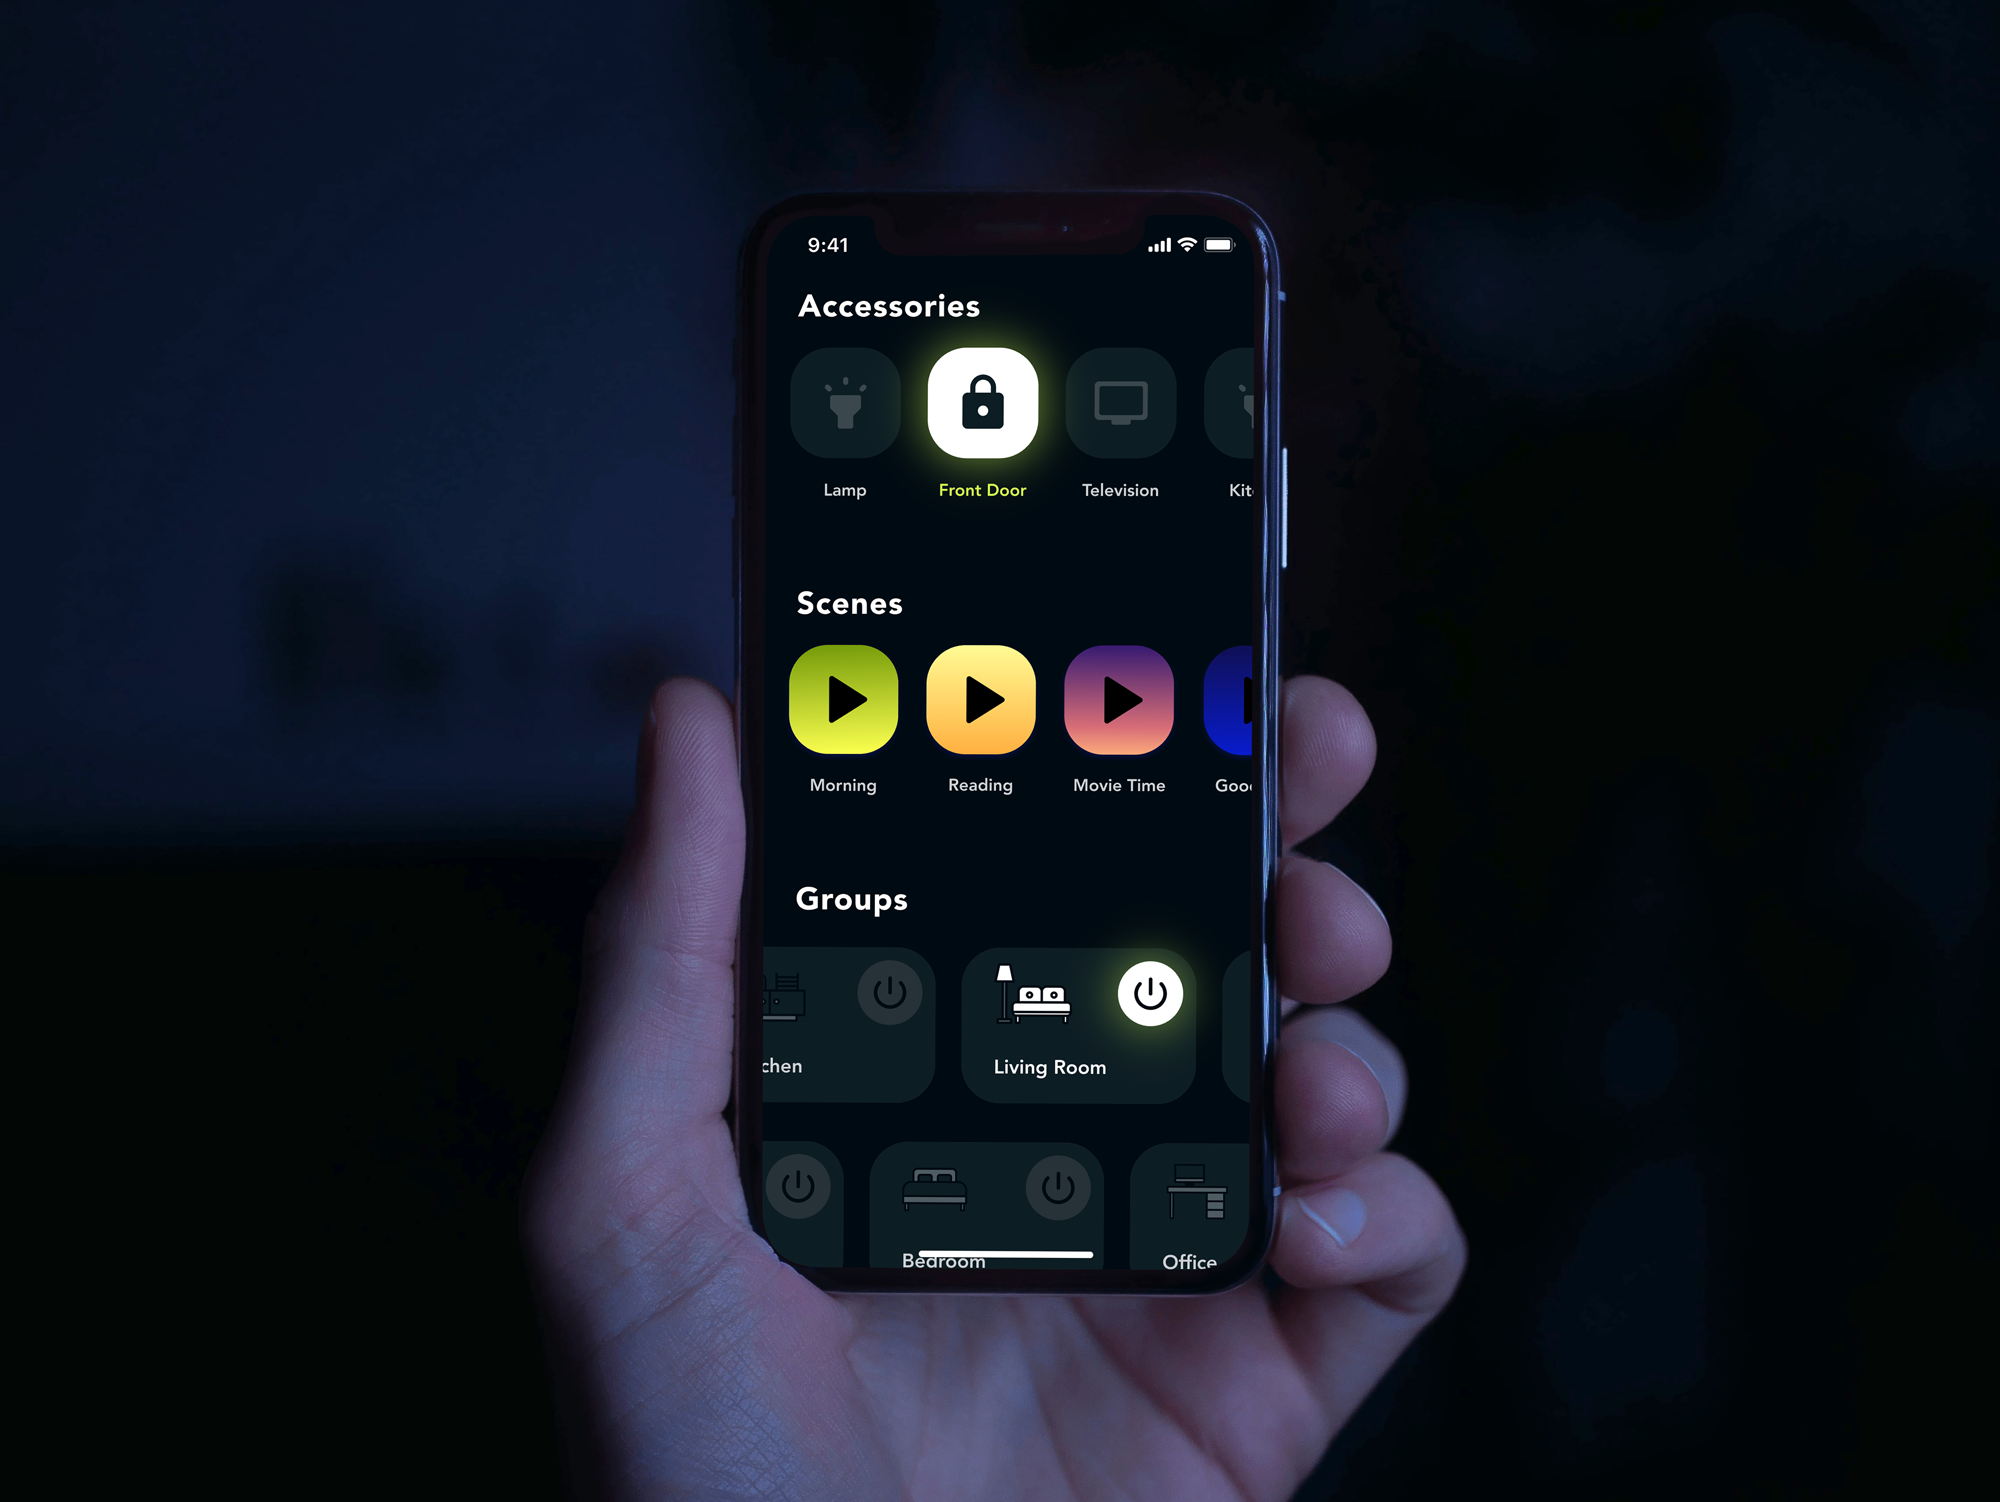 9:41
Accessories
Lamp Front Door Television Kit
Scenes
Morning Reading Movie Time Goo
Groups
chen Living Room
Bedroom Office